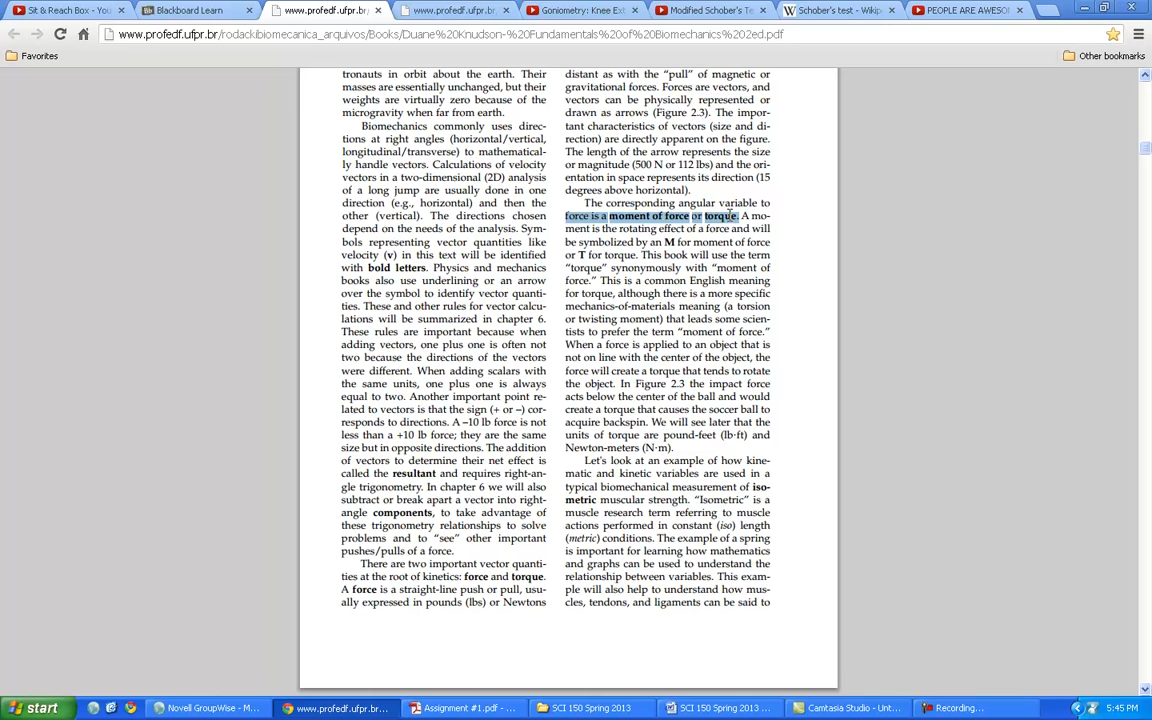 Sit & Reach Box - You
Blackboard Learn
www.profedf.ufpr.br/
www.profedf.ufpr.br/
Goniometry: Knee Ex
Modified Schober's Te
Schober's test - Wikip
PEOPLE ARE AWESO
www.profedf.ufpr.br/rodackibiomecanica_arquivos/Books/Duane%20Knudson-%20Fundamentals%20of%20Biomechanics%202ed.pdf
Favorites
Other bookmarks
tronauts in orbit about the earth. Their
masses are essentially unchanged, but their
weights are virtually zero because of the
microgravity when far from earth.
Biomechanics commonly uses direc-
tions at right angles (horizontal/vertical,
longitudinal/transverse) to mathematical-
ly handle vectors. Calculations of velocity
vectors in a two-dimensional (2D) analysis
of a long jump are usually done in one
direction (e.g., horizontal) and then the
other (vertical). The directions chosen
depend on the needs of the analysis. Sym-
bols representing vector quantities like
velocity (v) in this text will be identified
with bold letters. Physics and mechanics
books also use underlining or an arrow
over the symbol to identify vector quanti-
ties. These and other rules for vector calcu-
lations will be summarized in chapter 6.
These rules are important because when
adding vectors, one plus one is often not
two because the directions of the vectors
were different. When adding scalars with
the same units, one plus one is always
equal to two. Another important point re-
lated to vectors is that the sign (+ or –) cor-
responds to directions. A –10 lb force is not
less than a +10 lb force; they are the same
size but in opposite directions. The addition
of vectors to determine their net effect is
called the resultant and requires right-an-
gle trigonometry. In chapter 6 we will also
subtract or break apart a vector into right-
angle components, to take advantage of
these trigonometry relationships to solve
problems and to “see” other important
pushes/pulls of a force.
There are two important vector quanti-
ties at the root of kinetics: force and torque.
A force is a straight-line push or pull, usu-
ally expressed in pounds (lbs) or Newtons
distant as with the “pull” of magnetic or
gravitational forces. Forces are vectors, and
vectors can be physically represented or
drawn as arrows (Figure 2.3). The impor-
tant characteristics of vectors (size and di-
rection) are directly apparent on the figure.
The length of the arrow represents the size
or magnitude (500 N or 112 lbs) and the ori-
entation in space represents its direction (15
degrees above horizontal).
The corresponding angular variable to
force is a moment of force or torque. A mo-
ment is the rotating effect of a force and will
be symbolized by an M for moment of force
or T for torque. This book will use the term
“torque” synonymously with “moment of
force.” This is a common English meaning
for torque, although there is a more specific
mechanics-of-materials meaning (a torsion
or twisting moment) that leads some scien-
tists to prefer the term “moment of force.”
When a force is applied to an object that is
not on line with the center of the object, the
force will create a torque that tends to rotate
the object. In Figure 2.3 the impact force
acts below the center of the ball and would
create a torque that causes the soccer ball to
acquire backspin. We will see later that the
units of torque are pound-feet (lb·ft) and
Newton-meters (N·m).
Let's look at an example of how kine-
matic and kinetic variables are used in a
typical biomechanical measurement of iso-
metric muscular strength. “Isometric” is a
muscle research term referring to muscle
actions performed in constant (iso) length
(metric) conditions. The example of a spring
is important for learning how mathematics
and graphs can be used to understand the
relationship between variables. This exam-
ple will also help to understand how mus-
cles, tendons, and ligaments can be said to
start
Novell GroupWise - M...
www.profedf.ufpr.br...
Assignment #1.pdf - ...
SCI 150 Spring 2013
SCI 150 Spring 2013 ...
Camtasia Studio - Unt...
Recording...
5:45 PM